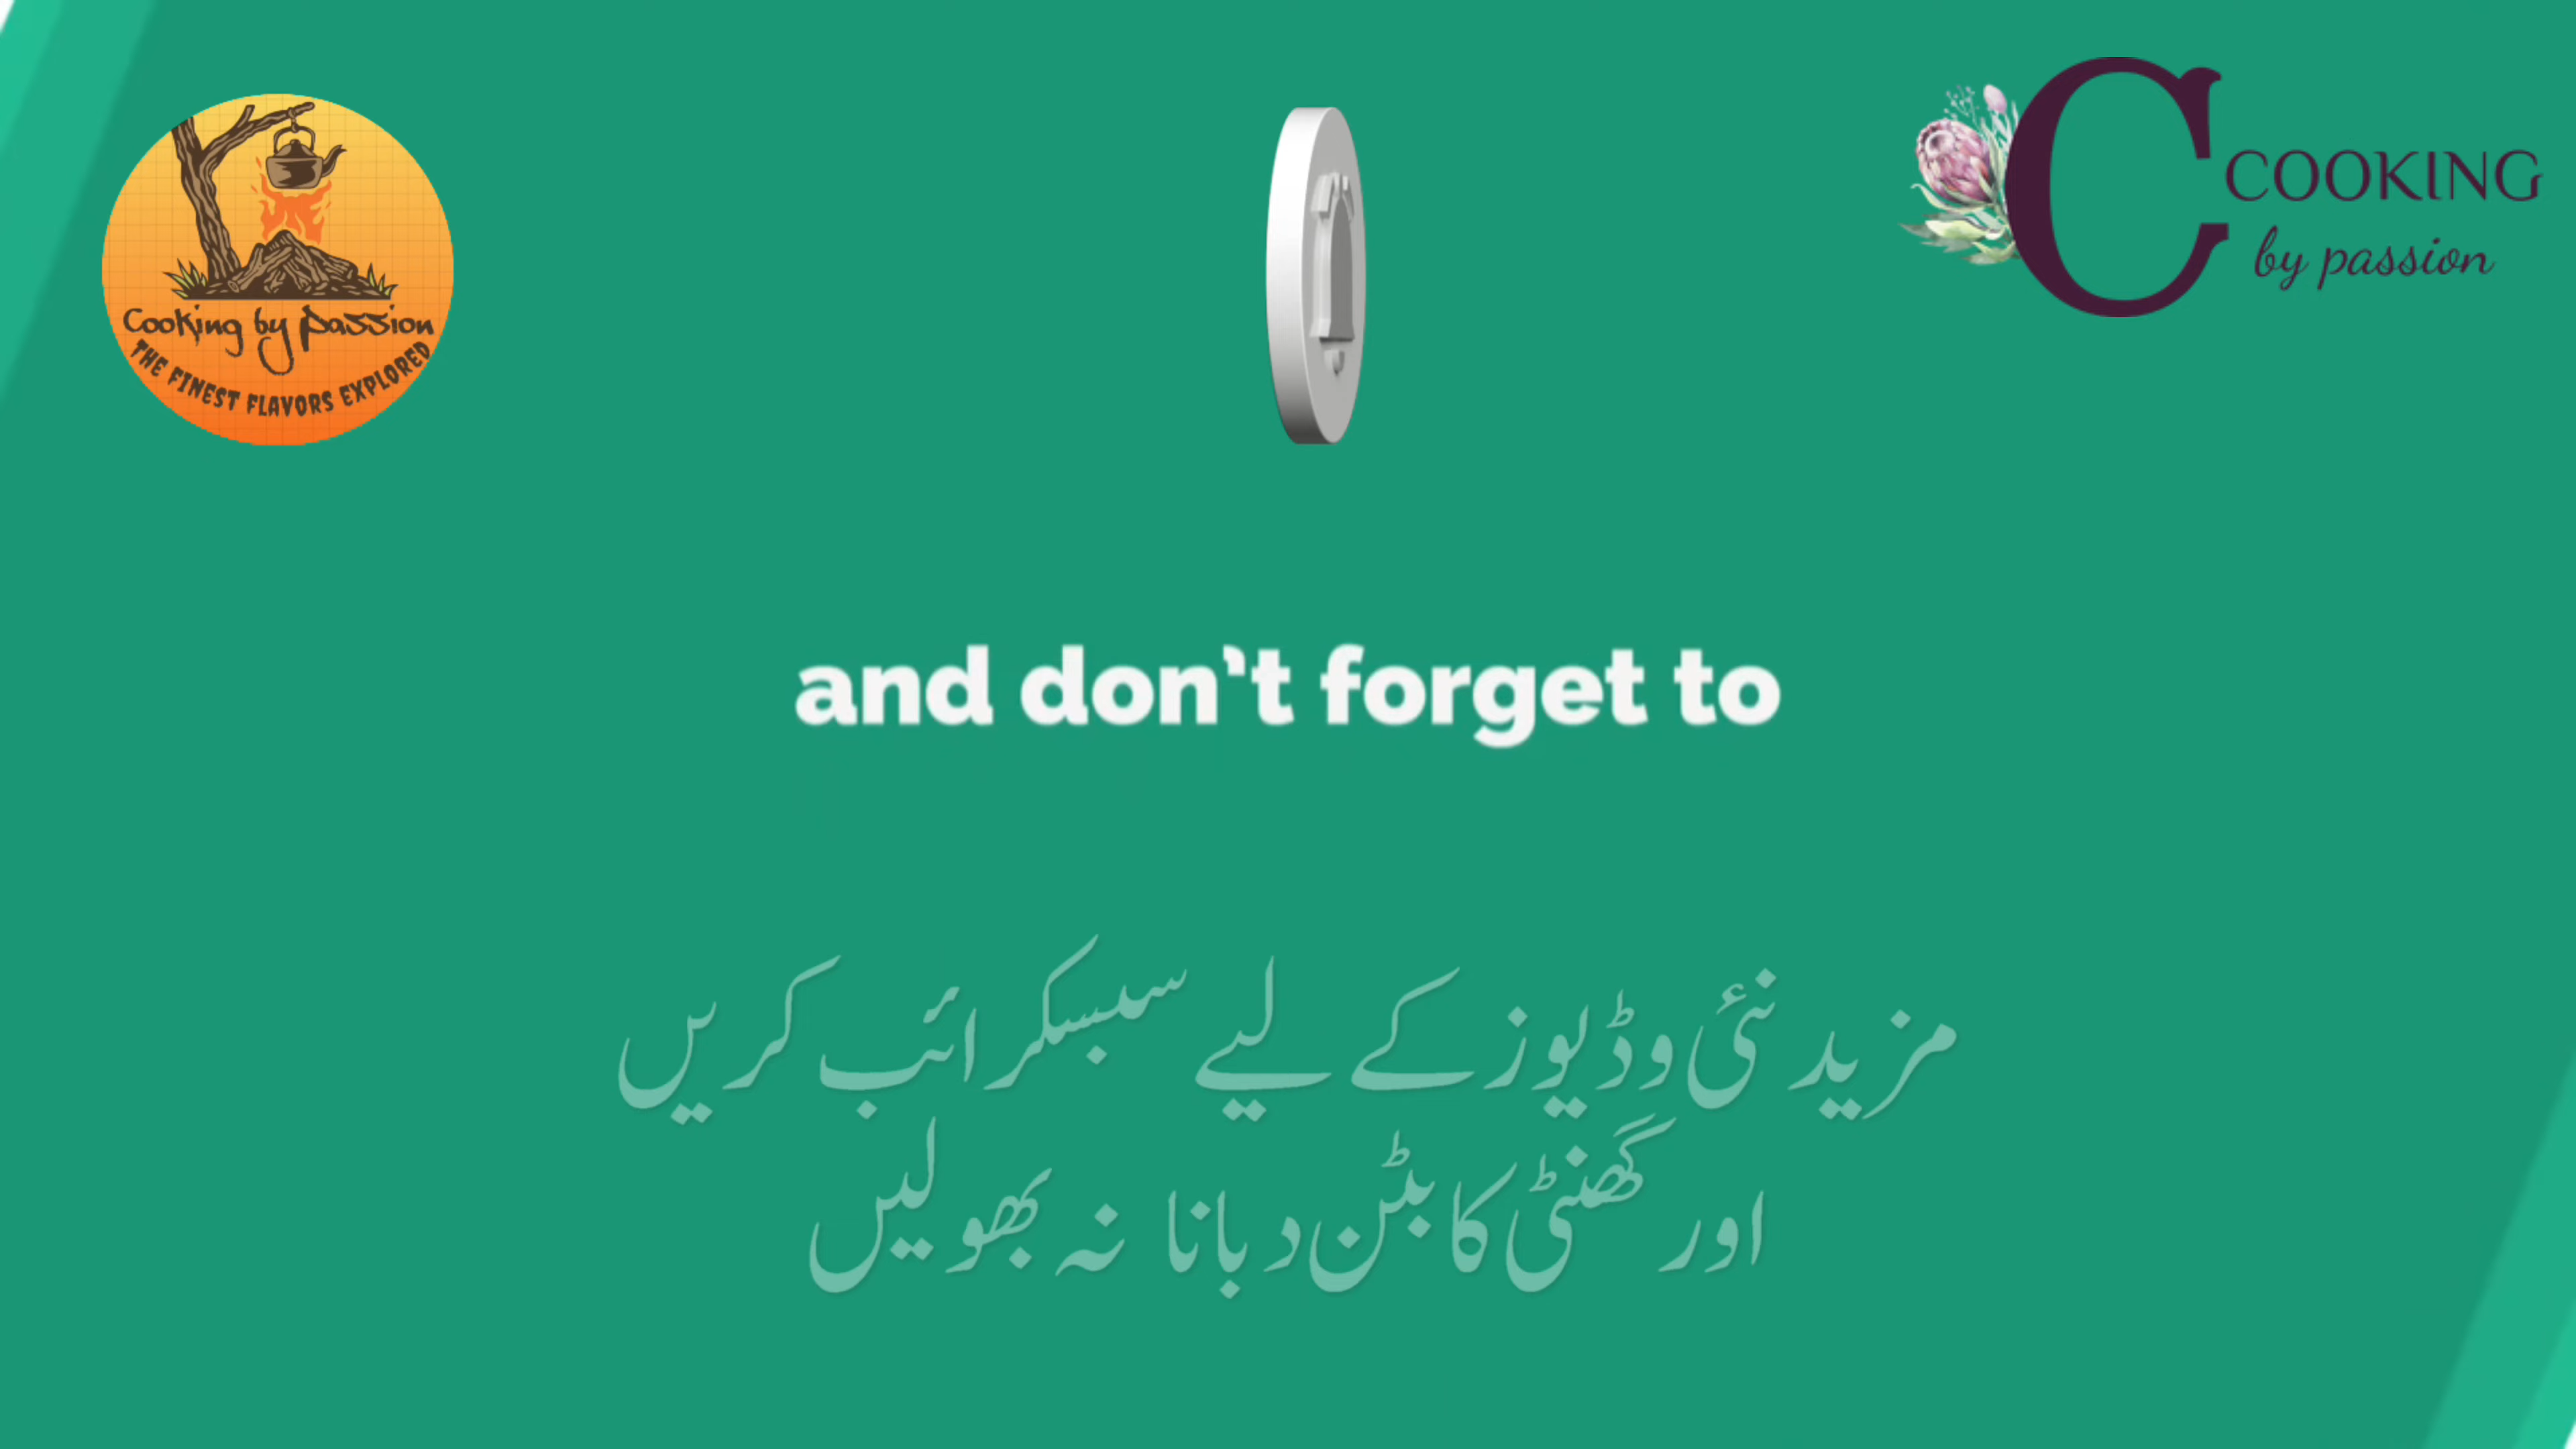 Cooking by passion
THE FINEST FLAVORS EXPLORED
C COOKING
by passion
and don't forget to
مزید نئی وڈیوز کے لیے سبسکرائب کریں
اور گھنٹی کا بٹن دبانا نہ بھولیں